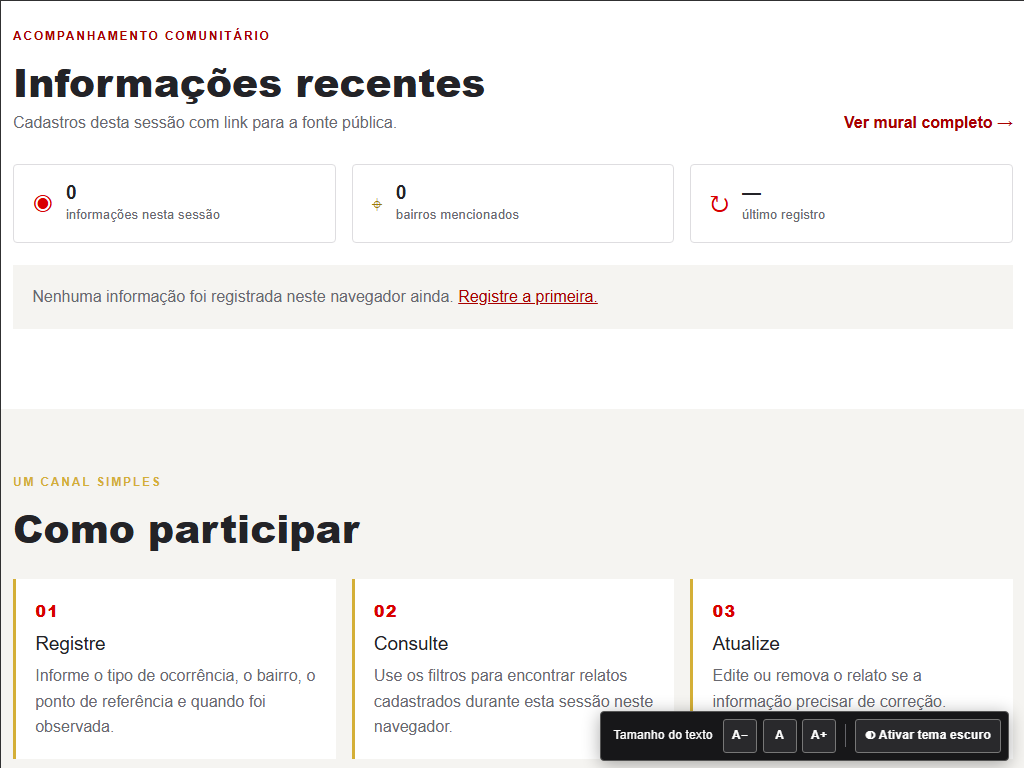 ACOMPANHAMENTO COMUNITÁRIO
Informações recentes
Cadastros desta sessão com link para a fonte pública.
Ver mural completo →
0
informações nesta sessão
0
bairros mencionados
—
último registro
Nenhuma informação foi registrada neste navegador ainda. Registre a primeira.
UM CANAL SIMPLES
Como participar
01
Registre
Informe o tipo de ocorrência, o bairro, o
ponto de referência e quando foi
observada.
02
Consulte
Use os filtros para encontrar relatos
cadastrados durante esta sessão neste
navegador.
03
Atualize
Edite ou remova o relato se a
informação precisar de correção.
Tamanho do texto
A−
A
A+
Ativar tema escuro